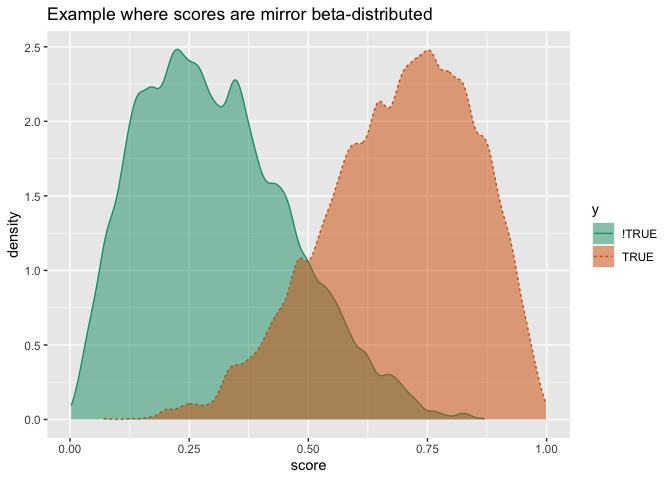 Example where scores are mirror beta-distributed
2.5
2.0
1.5
1.0
0.5
0.0
density
0.00 0.25 0.50 0.75 1.00
score
y
!TRUE
TRUE